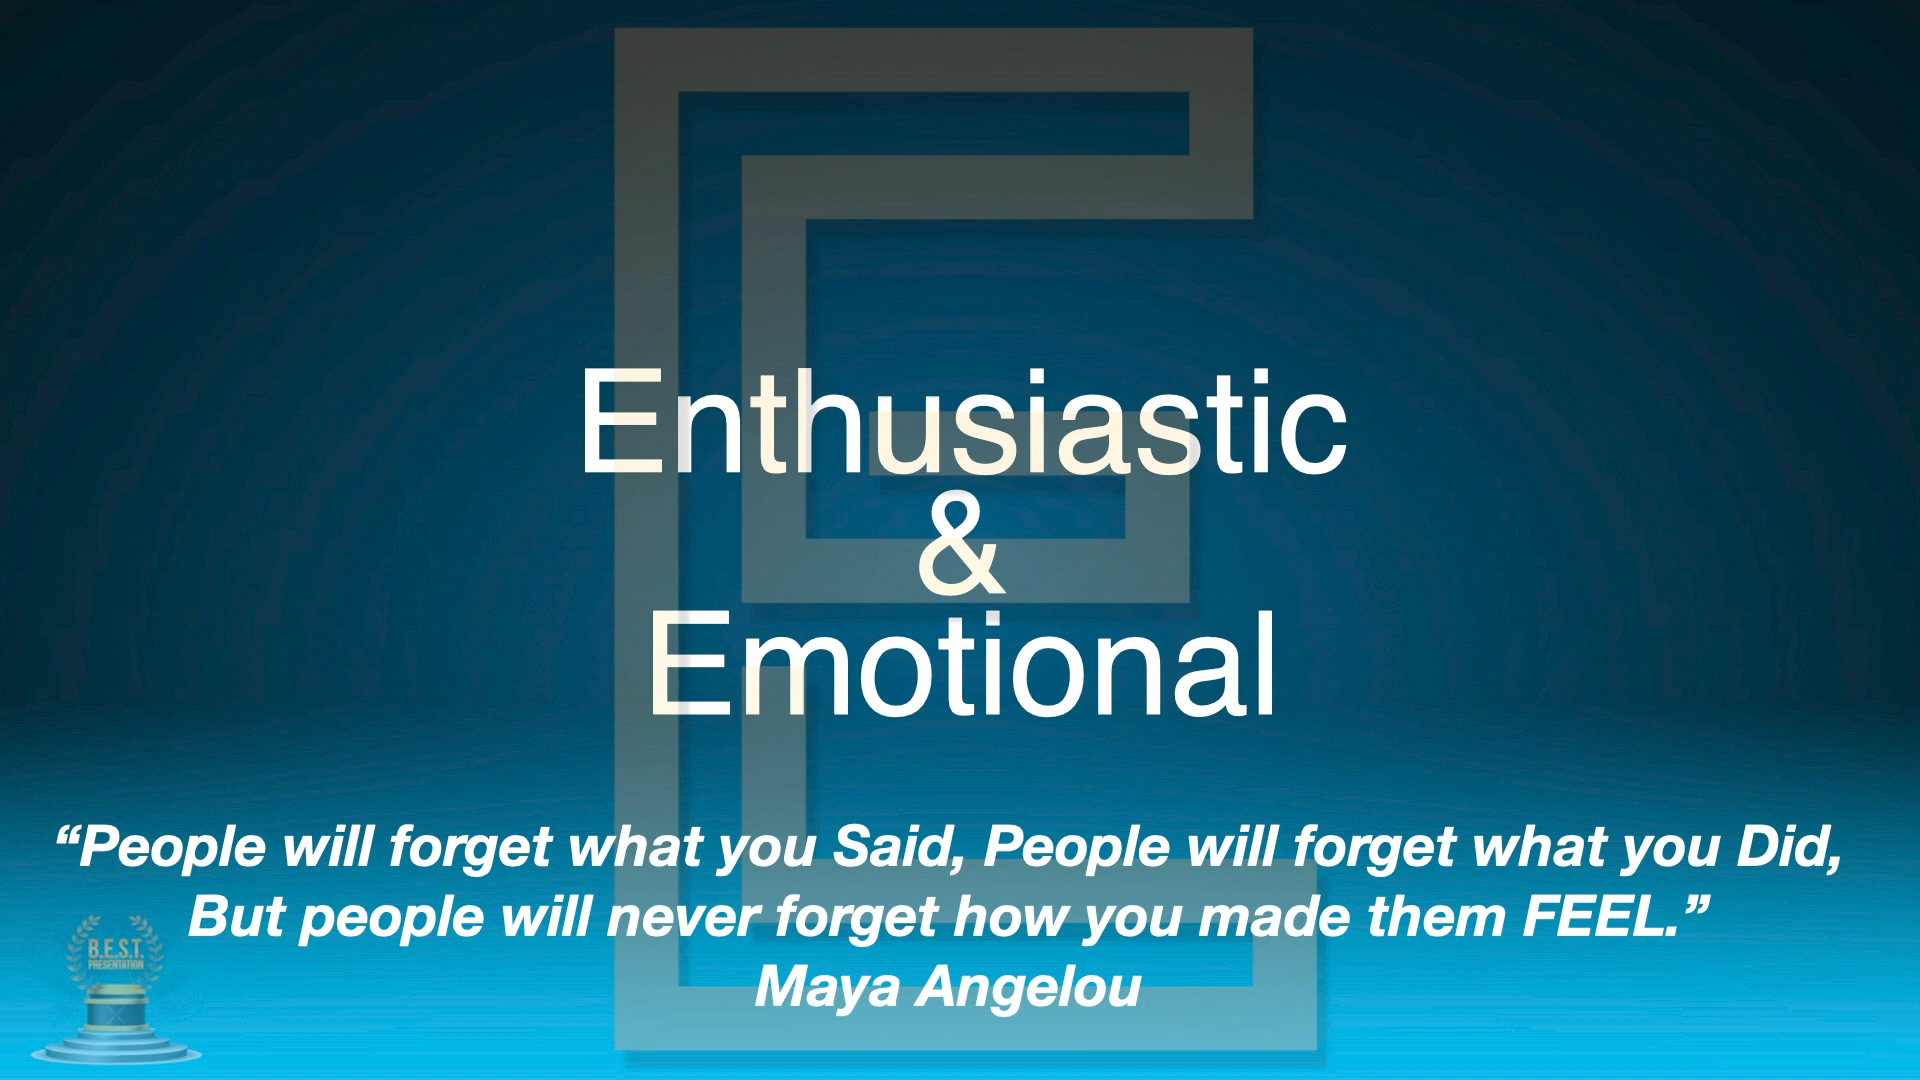 Enthusiastic
&
Emotional
“People will forget what you Said, People will forget what you Did,
But people will never forget how you made them FEEL.”
Maya Angelou
B.E.S.T.
PRESENTATION